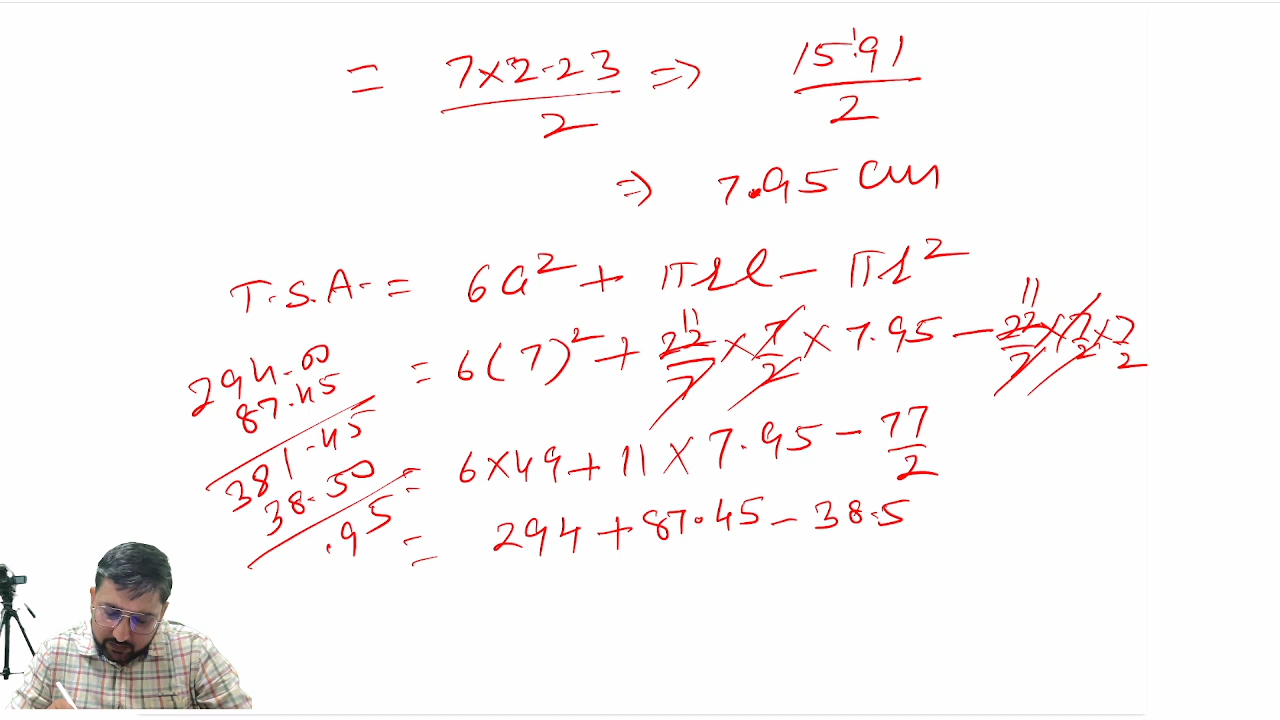 = 7×2.23/2 ⇒ 15.91/2
⇒ 7.95 cm
T.S.A. = 6a² + πrl − πr²
= 6(7)² + 22/7 × 7/2 × 7.95 − 22/7 × 7/2 × 7/2
11 11
= 6×49 + 11 × 7.95 − 77/2
= 294 + 87.45 − 38.5
294.00
87.45
381.45
38.50
.95